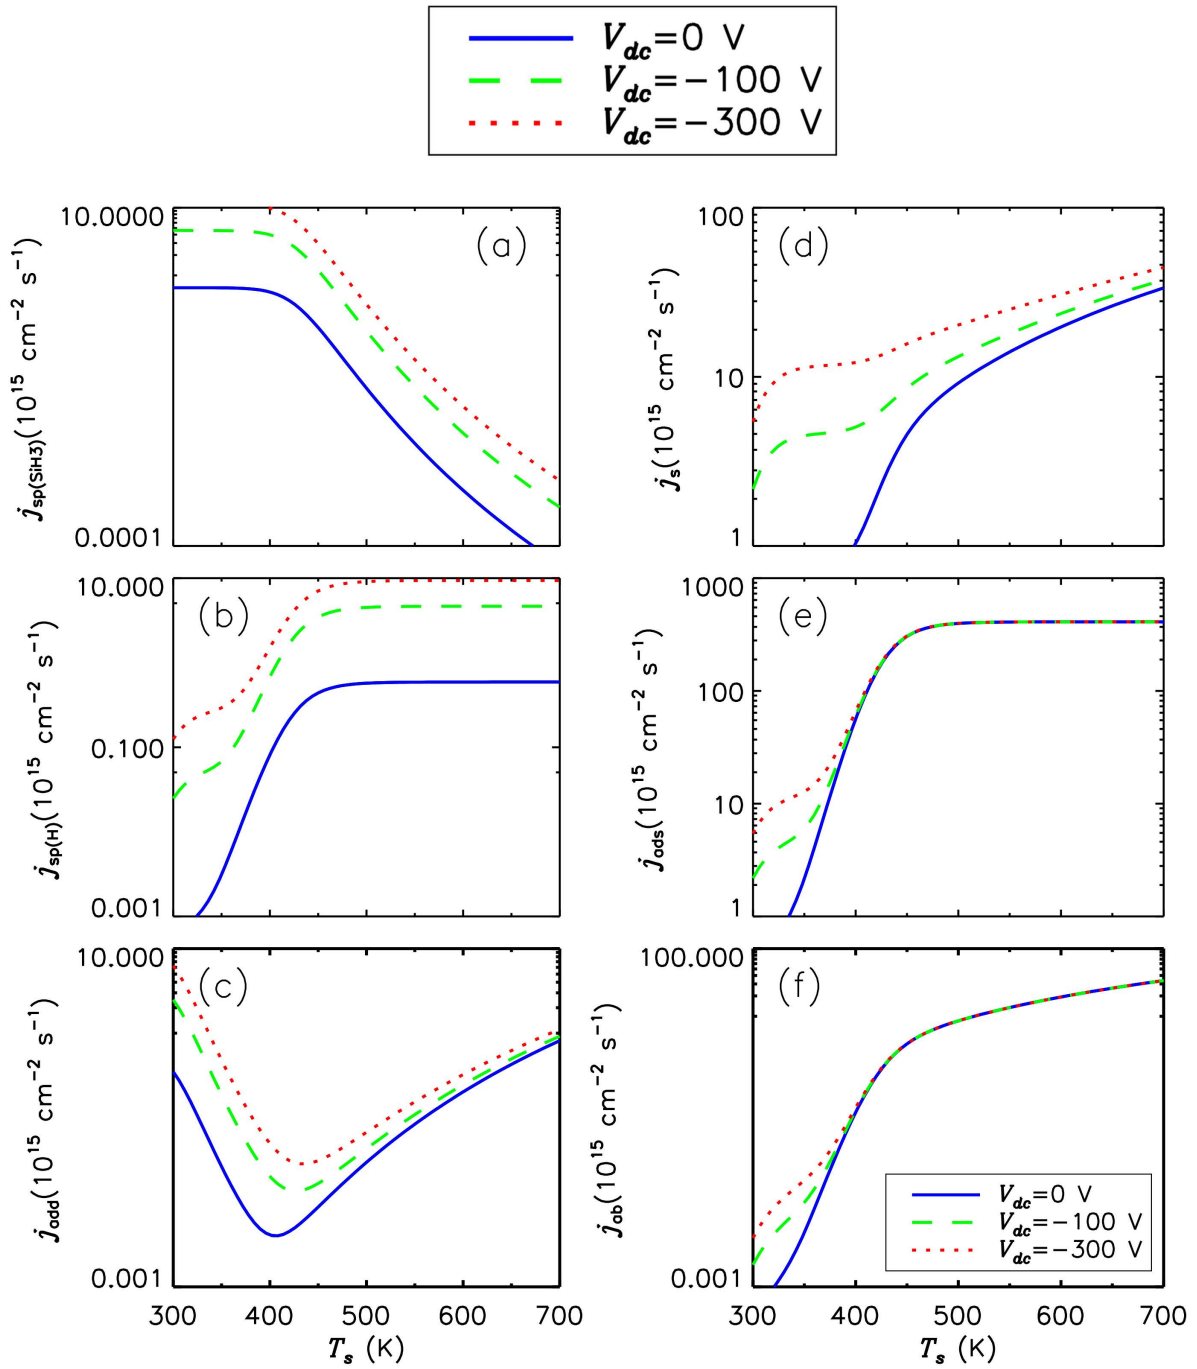 V_dc=0 V
V_dc=−100 V
V_dc=−300 V
10.0000
(a)
0.0001
j_sp(SiH3)(10^15 cm^−2 s^−1)
100
(d)
10
1
j_s(10^15 cm^−2 s^−1)
10.000
(b)
0.100
0.001
j_sp(H)(10^15 cm^−2 s^−1)
1000
(e)
100
10
1
j_ads(10^15 cm^−2 s^−1)
10.000
(c)
0.001
j_add(10^15 cm^−2 s^−1)
300 400 500 600 700
T_s (K)
100.000
(f)
0.001
j_ab(10^15 cm^−2 s^−1)
V_dc=0 V
V_dc=−100 V
V_dc=−300 V
300 400 500 600 700
T_s (K)